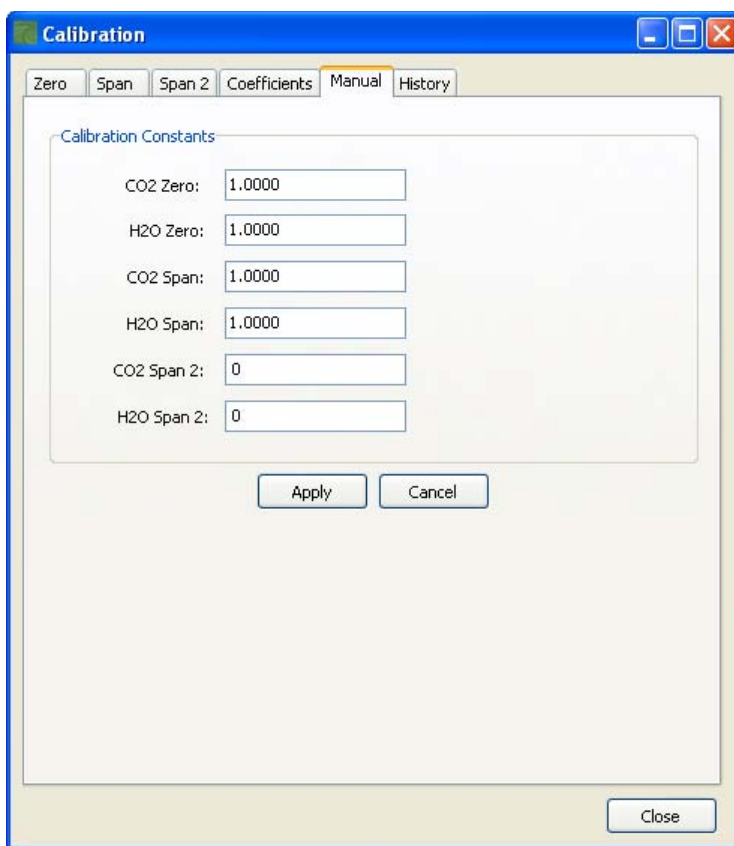 Calibration
Zero Span Span 2 Coefficients Manual History
Calibration Constants
CO2 Zero: 1.0000
H2O Zero: 1.0000
CO2 Span: 1.0000
H2O Span: 1.0000
CO2 Span 2: 0
H2O Span 2: 0
Apply Cancel
Close